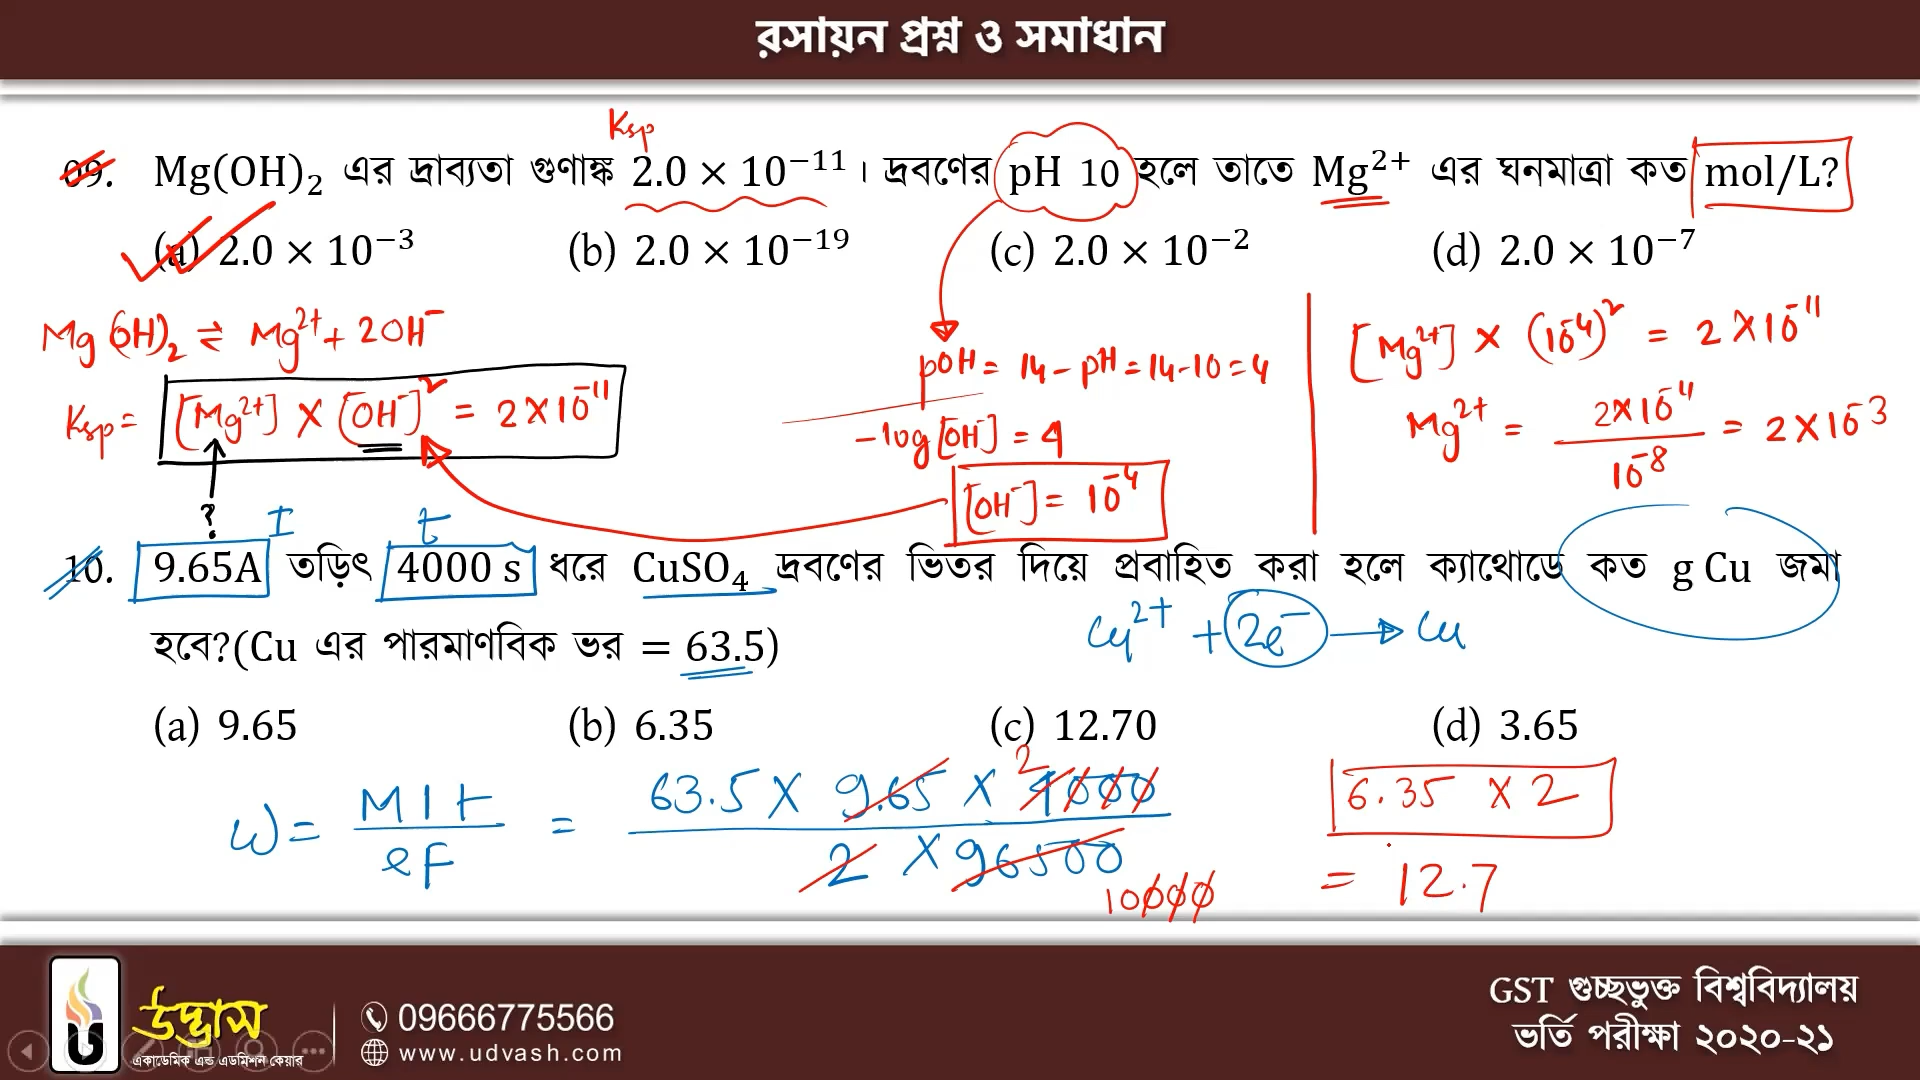 রসায়ন প্রশ্ন ও সমাধান
Ksp
09. Mg(OH)₂ এর দ্রাব্যতা গুণাঙ্ক 2.0 × 10⁻¹¹। দ্রবণের pH 10 হলে তাতে Mg²⁺ এর ঘনমাত্রা কত mol/L?
(a) 2.0 × 10⁻³ (b) 2.0 × 10⁻¹⁹ (c) 2.0 × 10⁻² (d) 2.0 × 10⁻⁷
Mg(OH)₂ ⇌ Mg²⁺ + 2OH⁻
Ksp = [Mg²⁺] × [OH⁻]² = 2×10⁻¹¹
?
pOH = 14 - pH = 14-10 = 4
-log[OH⁻] = 4
[OH⁻] = 10⁻⁴
[Mg²⁺] × (10⁻⁴)² = 2×10⁻¹¹
Mg²⁺ = 2×10⁻¹¹ / 10⁻⁸ = 2×10⁻³
I t
10. 9.65A তড়িৎ 4000 s ধরে CuSO₄ দ্রবণের ভিতর দিয়ে প্রবাহিত করা হলে ক্যাথোডে কত g Cu জমা
হবে?(Cu এর পারমাণবিক ভর = 63.5)
Cu²⁺ + 2e⁻ → Cu
(a) 9.65 (b) 6.35 (c) 12.70 (d) 3.65
W = MIt / eF = 63.5 × 9.65 × 4000 / 2 × 96500
2
10000
6.35 × 2
= 12.7
উদ্ভাস
একাডেমিক এন্ড এডমিশন কেয়ার
09666775566
www.udvash.com
GST গুচ্ছভুক্ত বিশ্ববিদ্যালয়
ভর্তি পরীক্ষা ২০২০-২১